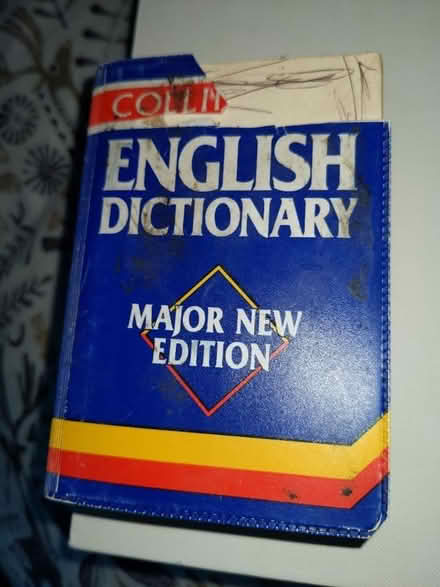 COLLIN
ENGLISH
DICTIONARY
MAJOR NEW
EDITION